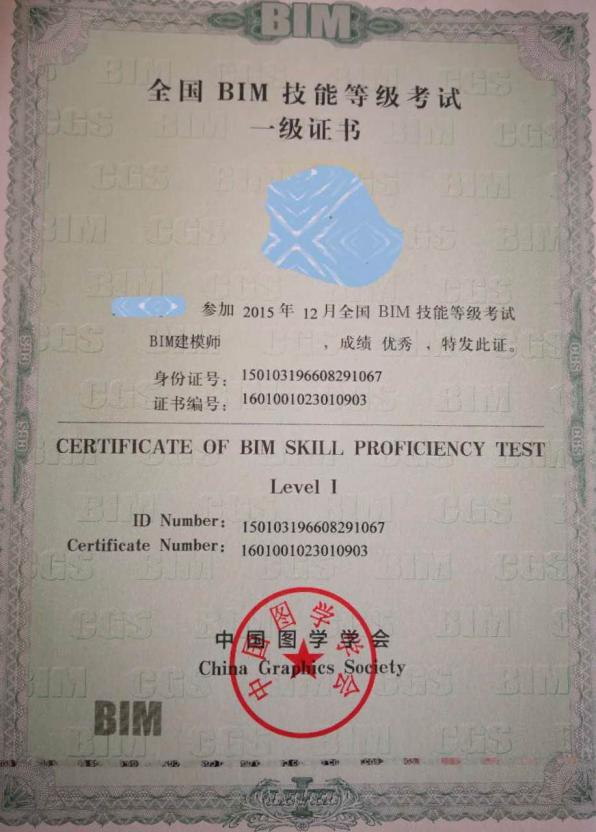 BIM
全国 BIM 技能等级考试
一级证书
参加 2015 年 12 月全国 BIM 技能等级考试
BIM建模师 ，成绩 优秀 ，特发此证。
身份证号：150103196608291067
证书编号：1601001023010903
CERTIFICATE OF BIM SKILL PROFICIENCY TEST
Level I
ID Number: 150103196608291067
Certificate Number: 1601001023010903
中国图学学会
China Graphics Society
中国图学学会
BIM